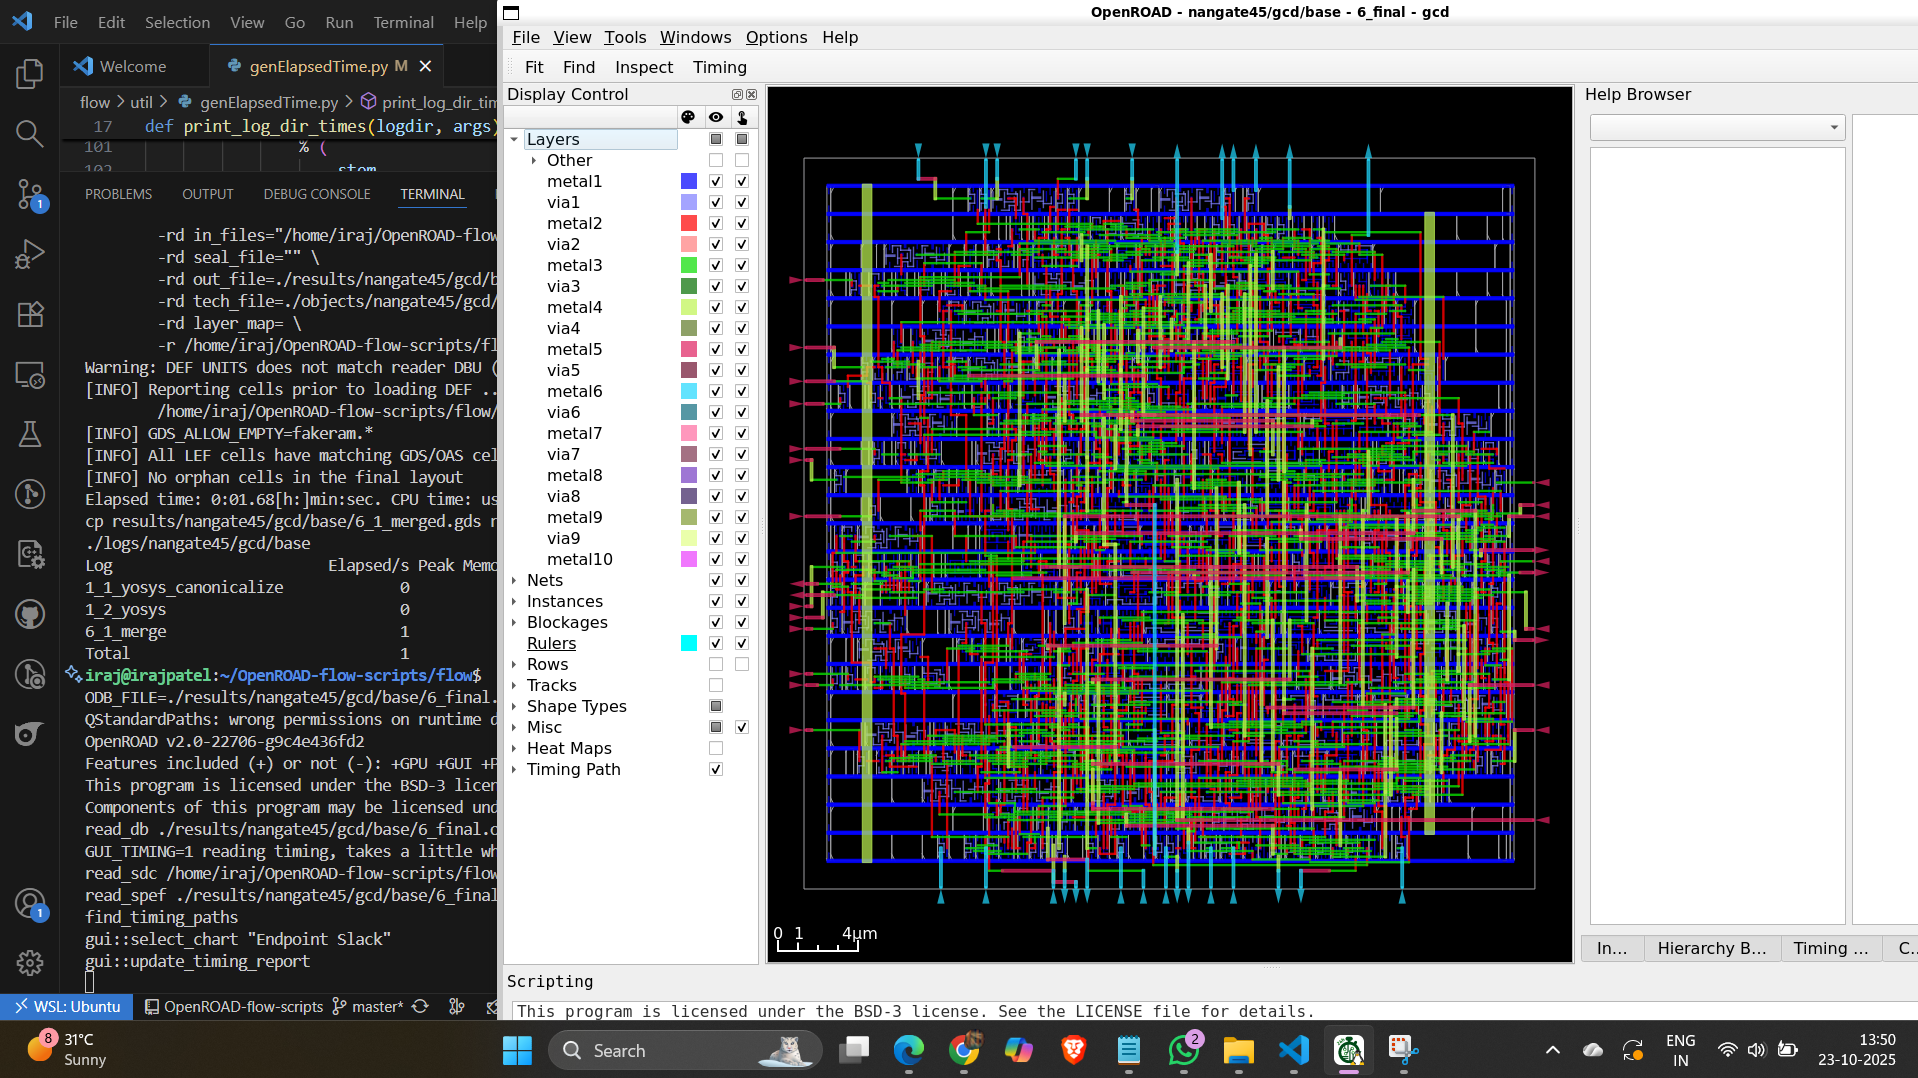 File Edit Selection View Go Run Terminal Help
Welcome
genElapsedTime.py M
flow > util > genElapsedTime.py > print_log_dir_tim
17 def print_log_dir_times(logdir, args)
101 % (
102 stem
PROBLEMS OUTPUT DEBUG CONSOLE TERMINAL
-rd in_files="/home/iraj/OpenROAD-flow
-rd seal_file="" \
-rd out_file=./results/nangate45/gcd/b
-rd tech_file=./objects/nangate45/gcd/
-rd layer_map= \
-r /home/iraj/OpenROAD-flow-scripts/fl
Warning: DEF UNITS does not match reader DBU (
[INFO] Reporting cells prior to loading DEF ..
/home/iraj/OpenROAD-flow-scripts/flow/
[INFO] GDS_ALLOW_EMPTY=fakeram.*
[INFO] All LEF cells have matching GDS/OAS cel
[INFO] No orphan cells in the final layout
Elapsed time: 0:01.68[h:]min:sec. CPU time: us
cp results/nangate45/gcd/base/6_1_merged.gds r
./logs/nangate45/gcd/base
Log Elapsed/s Peak Memo
1_1_yosys_canonicalize 0
1_2_yosys 0
6_1_merge 1
Total 1
iraj@irajpatel:~/OpenROAD-flow-scripts/flow$
ODB_FILE=./results/nangate45/gcd/base/6_final.
QStandardPaths: wrong permissions on runtime d
OpenROAD v2.0-22706-g9c4e436fd2
Features included (+) or not (-): +GPU +GUI +P
This program is licensed under the BSD-3 licen
Components of this program may be licensed und
read_db ./results/nangate45/gcd/base/6_final.o
GUI_TIMING=1 reading timing, takes a little wh
read_sdc /home/iraj/OpenROAD-flow-scripts/flow
read_spef ./results/nangate45/gcd/base/6_final
find_timing_paths
gui::select_chart "Endpoint Slack"
gui::update_timing_report
1
1
WSL: Ubuntu OpenROAD-flow-scripts master*
OpenROAD - nangate45/gcd/base - 6_final - gcd
File View Tools Windows Options Help
Fit Find Inspect Timing
Display Control
Layers
Other
metal1
via1
metal2
via2
metal3
via3
metal4
via4
metal5
via5
metal6
via6
metal7
via7
metal8
via8
metal9
via9
metal10
Nets
Instances
Blockages
Rulers
Rows
Tracks
Shape Types
Misc
Heat Maps
Timing Path
0 1 4μm
Help Browser
In... Hierarchy B... Timing ... C..
Scripting
This program is licensed under the BSD-3 license. See the LICENSE file for details.
8
31°C
Sunny
Search
2
ENG
IN
13:50
23-10-2025